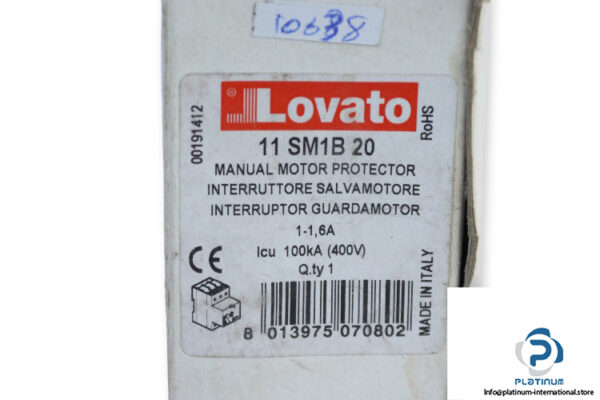 10638
® Lovato
00191412
RoHS
11 SM1B 20
MANUAL MOTOR PROTECTOR
INTERRUTTORE SALVAMOTORE
INTERRUPTOR GUARDAMOTOR
1-1,6A
Icu 100kA (400V)
Q.ty 1
CE
MADE IN ITALY
8 013975 070802
PLATINUM
Info@platinum-international.store